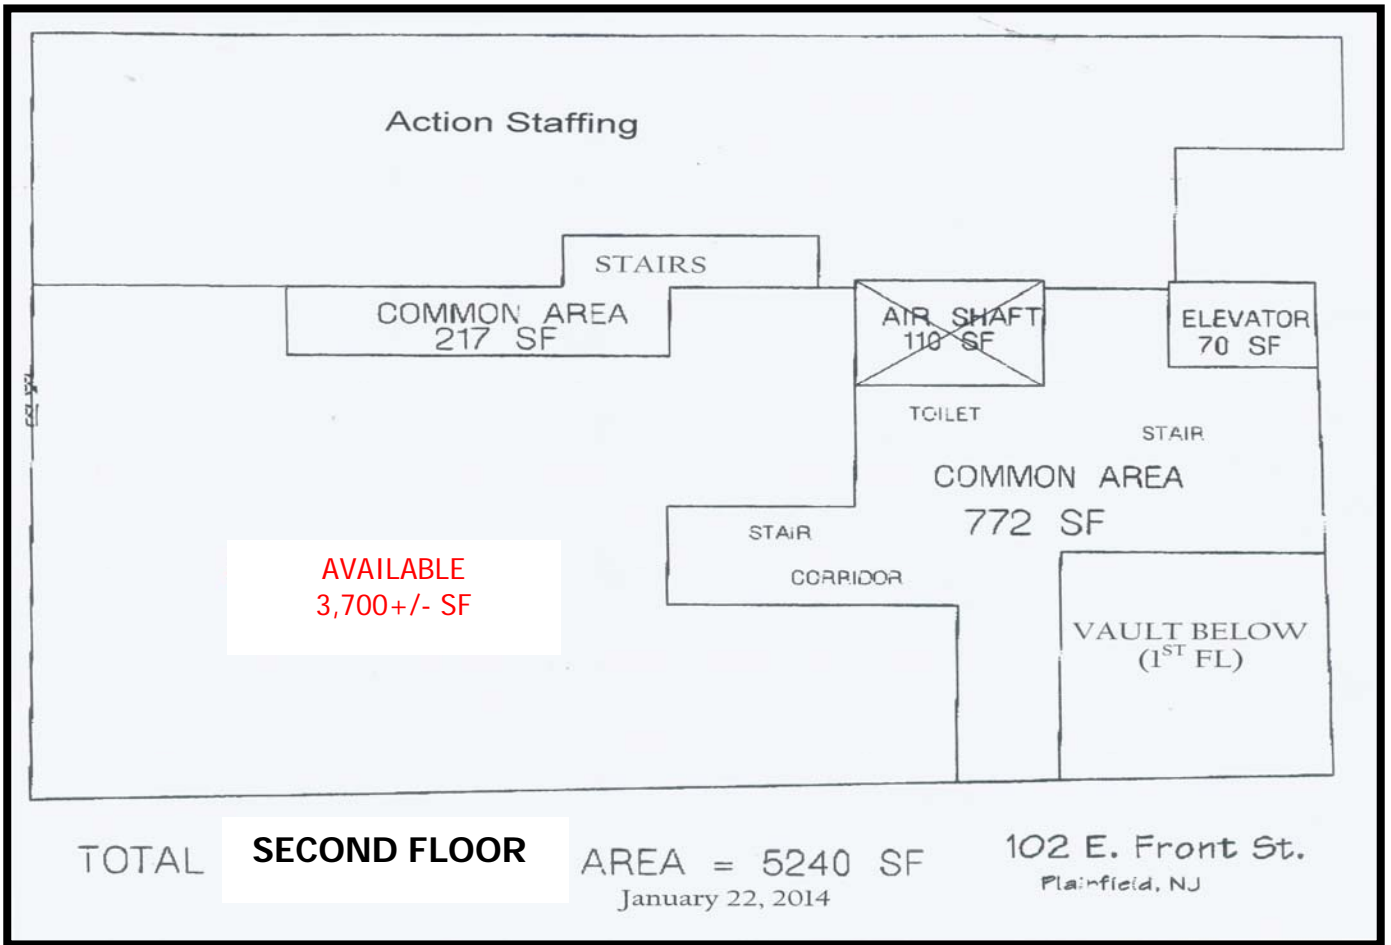 Action Staffing
STAIRS
COMMON AREA
217 SF
AIR SHAFT
110 SF
ELEVATOR
70 SF
TOILET
STAIR
COMMON AREA
772 SF
STAiR
CORRIDOR
AVAILABLE
3,700+/- SF
VAULT BELOW
(1ST FL)
TOTAL SECOND FLOOR AREA = 5240 SF
January 22, 2014
102 E. Front St.
Plainfield, NJ